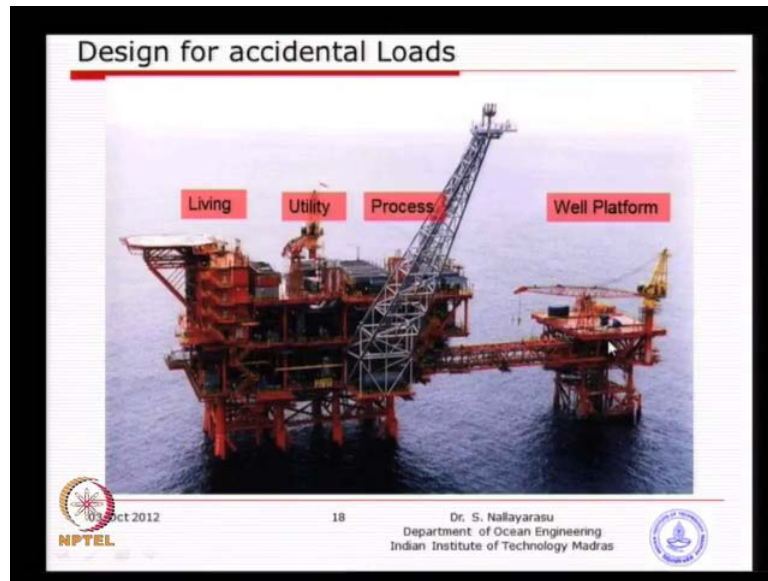 Design for accidental Loads
Living
Utility
Process
Well Platform
03 Oct 2012
18
Dr. S. Nallayarasu
Department of Ocean Engineering
Indian Institute of Technology Madras
NPTEL